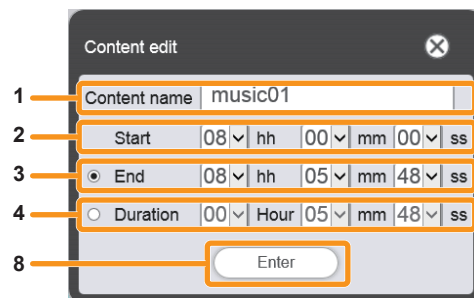 Content edit
1 Content name music01
2 Start 08 hh 00 mm 00 ss
3 End 08 hh 05 mm 48 ss
4 Duration 00 Hour 05 mm 48 ss
8 Enter